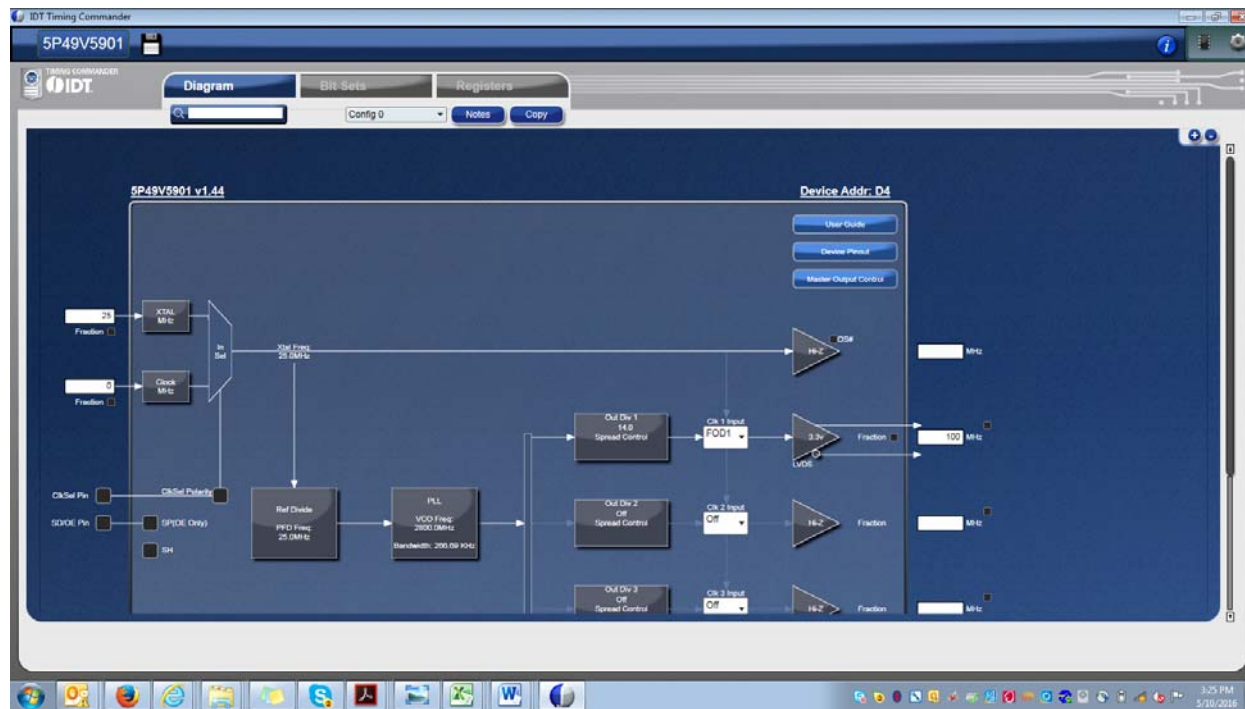 IDT Timing Commander
5P49V5901
i
TIMING COMMANDER
IDT
Diagram
Bit Sets
Registers
Config 0
Notes
Copy
5P49V5901 v1.44
Device Addr: D4
User Guide
Device Pinout
Master Output Control
25
XTAL
MHz
Fraction
In
Sel
Xtal Freq:
25.0MHz
Hi-Z
OS#
MHz
0
Clock
MHz
Fraction
Out Div 1
14.0
Spread Control
Clk 1 Input
FOD1
3.3v
LVDS
Fraction
100
MHz
ClkSel Pin
ClkSel Polarity
SD/OE Pin
SP(OE Only)
SH
Ref Divide
PFD Freq:
25.0MHz
PLL
VCO Freq:
2800.0MHz
Out Div 2
Off
Spread Control
Clk 2 Input
Off
Hi-Z
Fraction
MHz
Out Div 3
Off
Spread Control
Clk 3 Input
Off
Hi-Z
Fraction
MHz
3:25 PM
5/10/2016